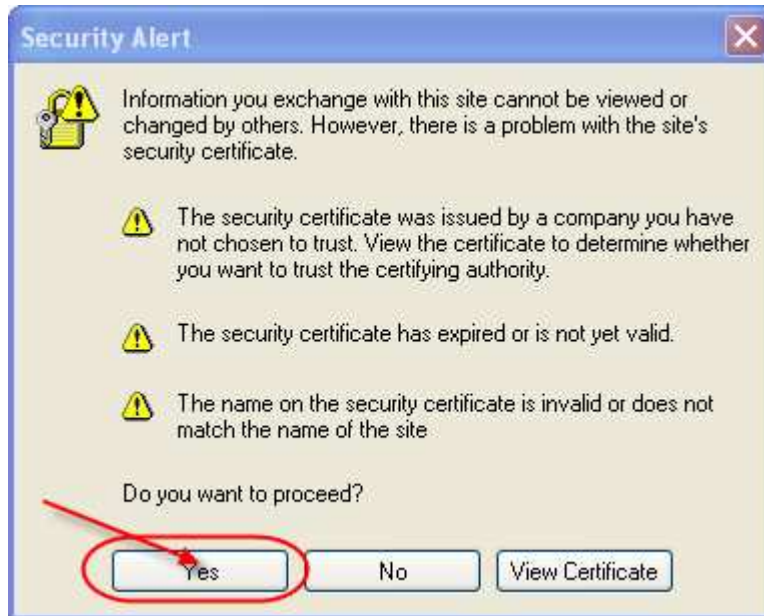 Security Alert
Information you exchange with this site cannot be viewed or
changed by others. However, there is a problem with the site's
security certificate.
The security certificate was issued by a company you have
not chosen to trust. View the certificate to determine whether
you want to trust the certifying authority.
The security certificate has expired or is not yet valid.
The name on the security certificate is invalid or does not
match the name of the site
Do you want to proceed?
Yes No View Certificate